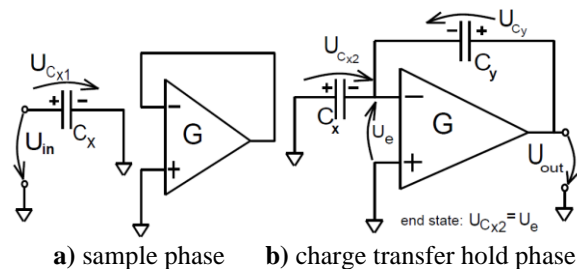 U_Cx1
+ -
C_x
U_in
-
G
+
U_Cx2
+ -
C_x
U_e
U_Cy
- +
C_y
-
G
+
U_out
end state: U_Cx2=U_e
a) sample phase b) charge transfer hold phase